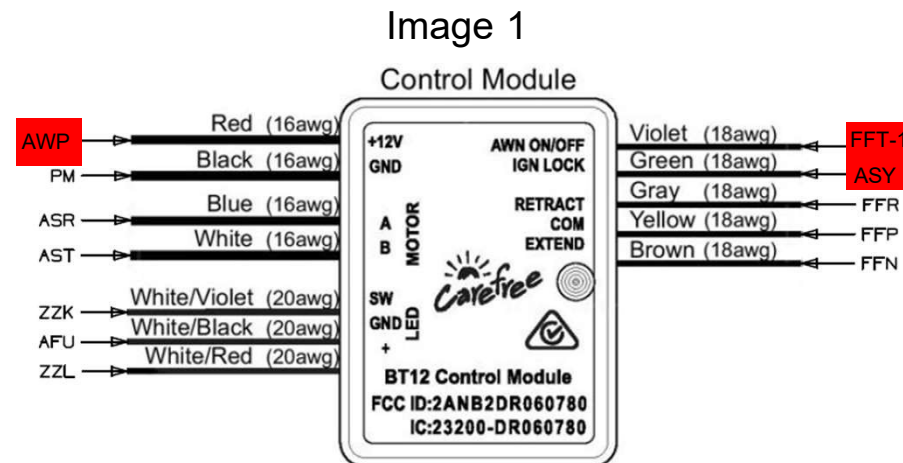 Image 1
Control Module
AWP Red (16awg)
PM Black (16awg)
ASR Blue (16awg)
AST White (16awg)
ZZK White/Violet (20awg)
AFU White/Black (20awg)
ZZL White/Red (20awg)
+12V
GND
A
B
MOTOR
SW
GND
+
LED
AWN ON/OFF
IGN LOCK
RETRACT
COM
EXTEND
Carefree
BT12 Control Module
FCC ID:2ANB2DR060780
IC:23200-DR060780
Violet (18awg) FFT-1
Green (18awg) ASY
Gray (18awg) FFR
Yellow (18awg) FFP
Brown (18awg) FFN